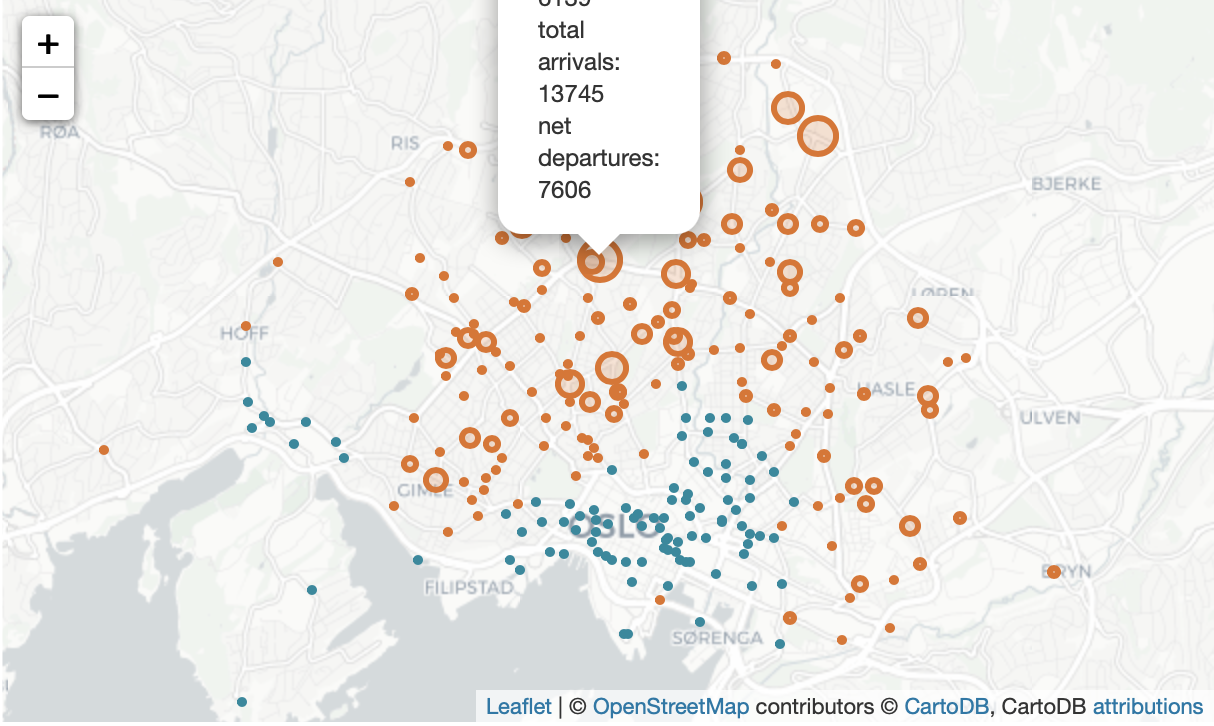 +
−
6139
total
arrivals:
13745
net
departures:
7606
RØA
RIS
BJERKE
LØREN
HOFF
HASLE
ULVEN
GIMLE
OSLO
BRYN
FILIPSTAD
SØRENGA
Leaflet | © OpenStreetMap contributors © CartoDB, CartoDB attributions